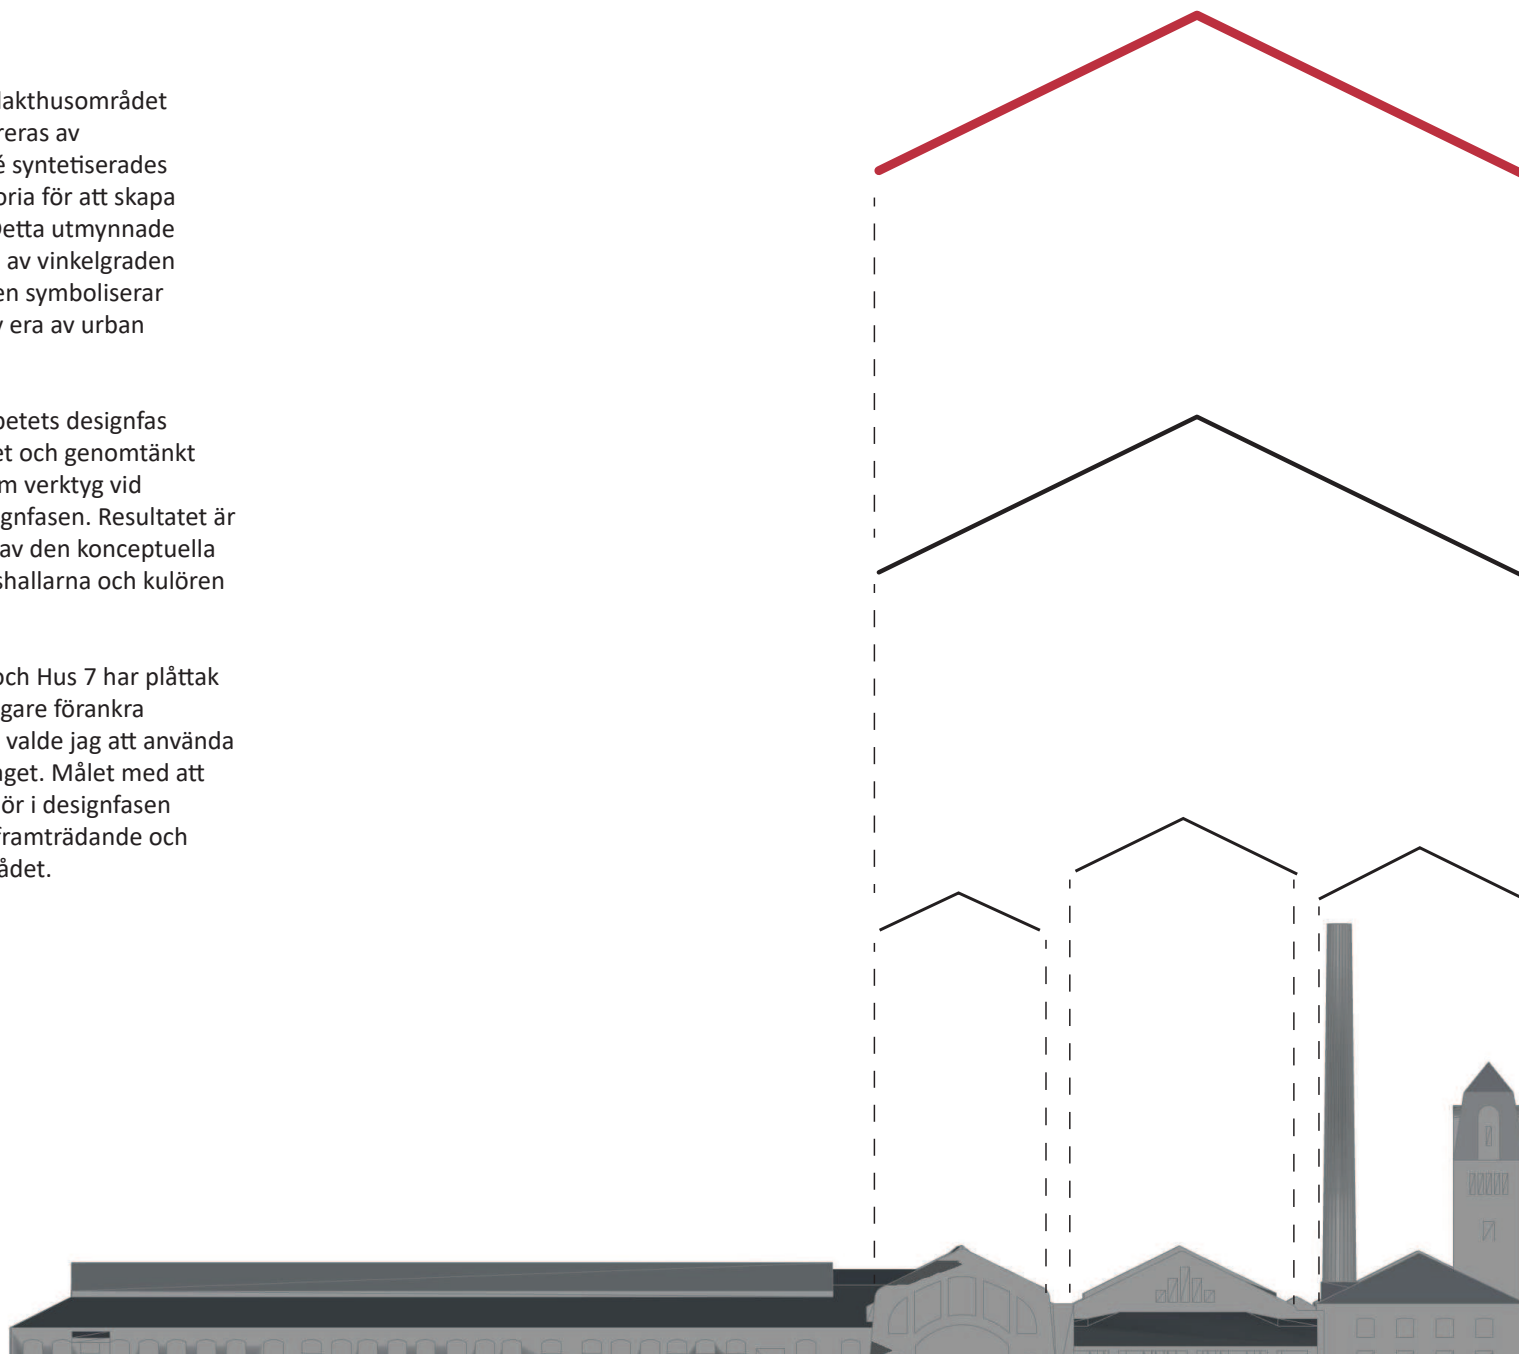 lakthusområdet
reras av
é syntetiserades
oria för att skapa
Detta utmynnade
av vinkelgraden
en symboliserar
era av urban
betets designfas
et och genomtänkt
m verktyg vid
gnfasen. Resultatet är
av den konceptuella
shallarna och kulören
och Hus 7 har plåttak
gare förankra
valde jag att använda
get. Målet med att
ör i designfasen
framträdande och
ådet.